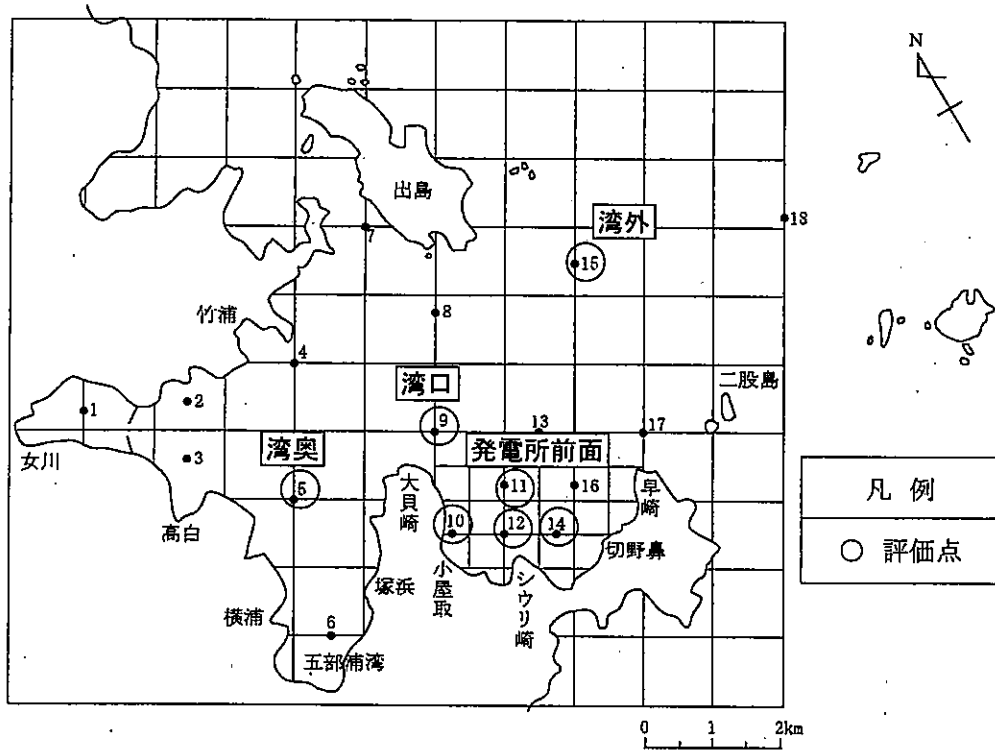 N
出島
湾外
18
15
7
8
竹浦
4
二股島
湾口
1
2
9
13
17
女川
3
湾奥
発電所前面
5
大貝崎
11
16
早崎
高白
10
12
14
切野鼻
塚浜
小屋取
シウリ崎
横浦
6
五部浦湾
凡例
○ 評価点
0 1 2km